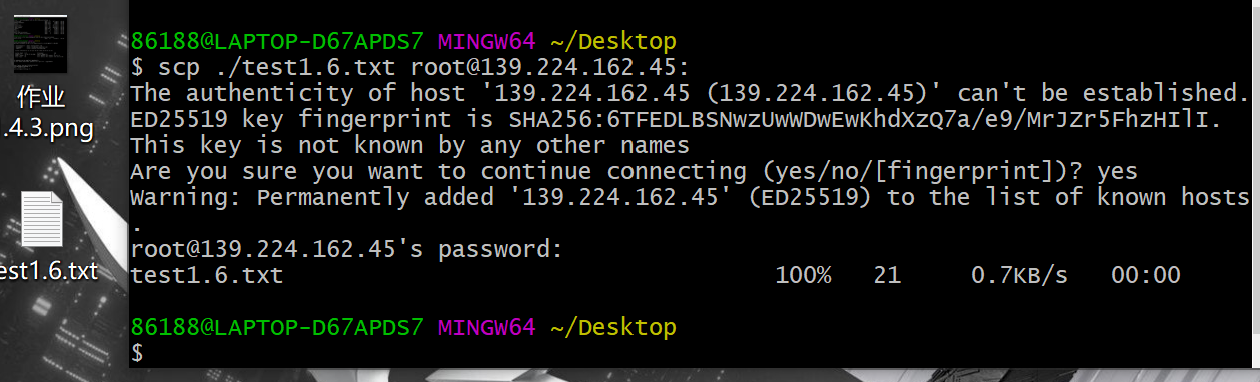 作业
.4.3.png
est1.6.txt
86188@LAPTOP-D67APDS7 MINGW64 ~/Desktop
$ scp ./test1.6.txt root@139.224.162.45:
The authenticity of host '139.224.162.45 (139.224.162.45)' can't be established.
ED25519 key fingerprint is SHA256:6TFEDLBSNwzUwWDwEwKhdXzQ7a/e9/MrJZr5FhzHIlI.
This key is not known by any other names
Are you sure you want to continue connecting (yes/no/[fingerprint])? yes
Warning: Permanently added '139.224.162.45' (ED25519) to the list of known hosts
.
root@139.224.162.45's password:
test1.6.txt 100% 21 0.7KB/s 00:00
86188@LAPTOP-D67APDS7 MINGW64 ~/Desktop
$